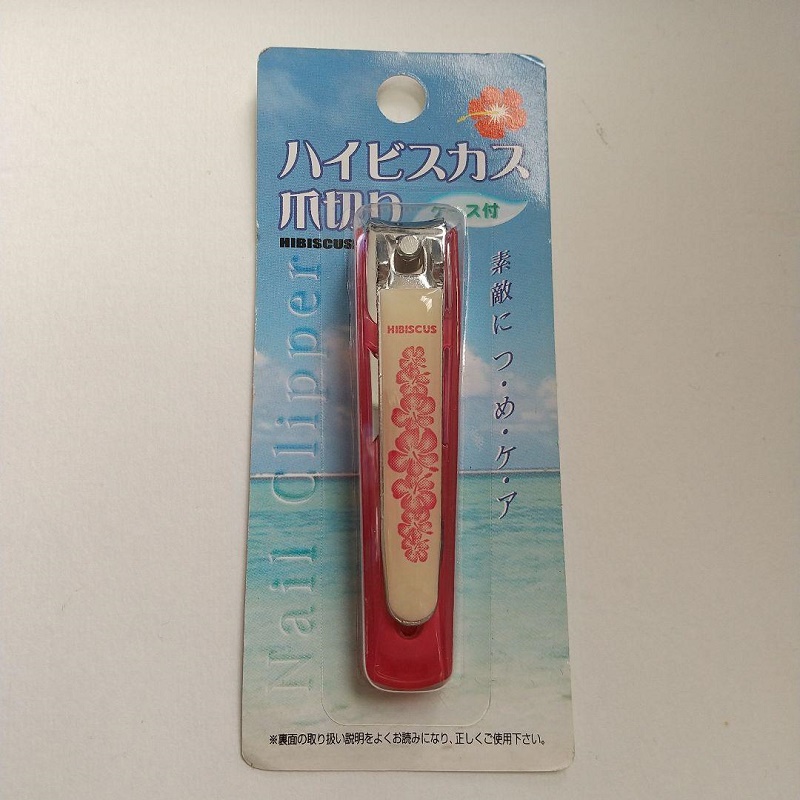 ハイビスカス
爪切り
ケース付
HIBISCUS
素敵につ・め・ケ・ア
Nail Clipper
HIBISCUS
※裏面の取り扱い説明をよくお読みになり、正しくご使用下さい。